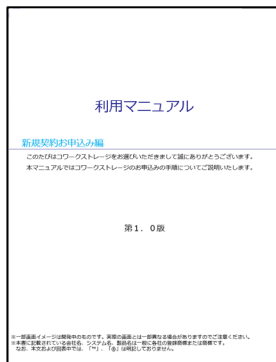 利用マニュアル
新規契約お申込み編
このたびはコワークストレージをお選びいただきまして誠にありがとうございます。
本マニュアルではコワークストレージのお申込みの手順についてご説明いたします。
第1．0版
※一部画面イメージは開発中のものです。実際の画面とは一部異なる場合がありますのでご注意ください。
※本書に記載されている会社名、システム名、製品名は一般に各社の登録商標または商標です。
なお、本文および図表中では、「™」、「®」は明記しておりません。